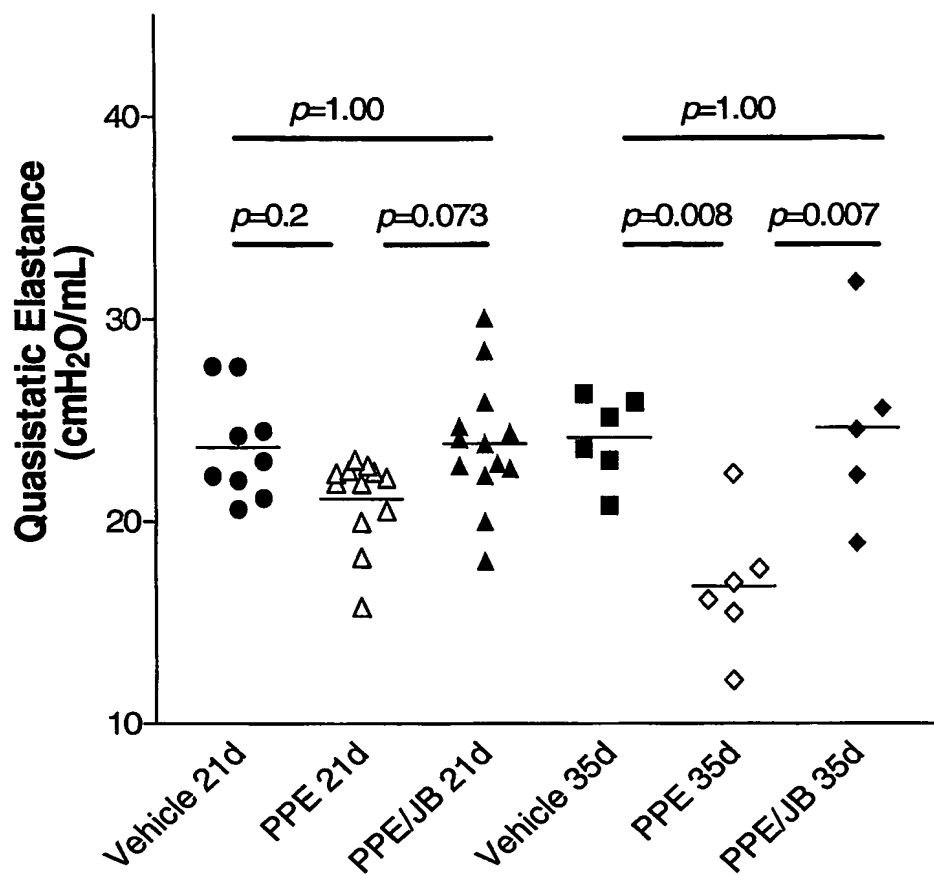 p=1.00
p=1.00
40
p=0.2
p=0.073
p=0.008
p=0.007
30
20
10
Quasistatic Elastance
(cmH₂O/mL)
Vehicle 21d
PPE 21d
PPE/JB 21d
Vehicle 35d
PPE 35d
PPE/JB 35d